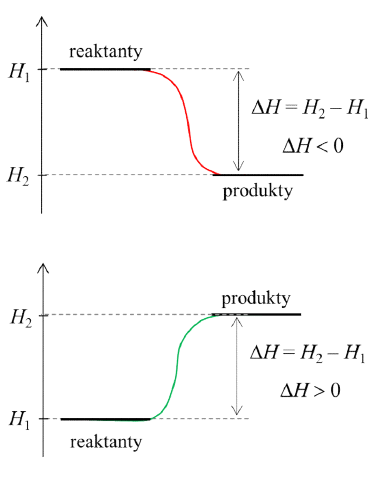 reaktanty
H₁
ΔH = H₂ − H₁
ΔH < 0
H₂
produkty
produkty
H₂
ΔH = H₂ − H₁
ΔH > 0
H₁
reaktanty